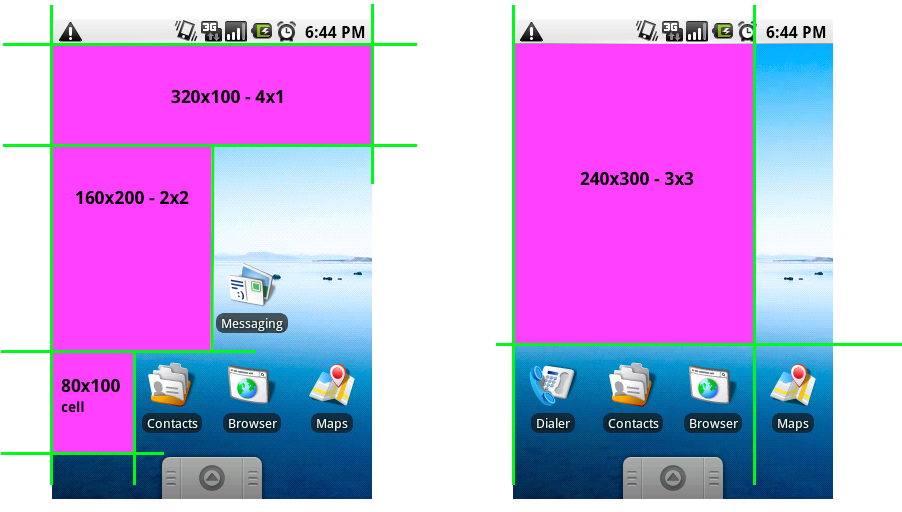 3G
6:44 PM
320x100 - 4x1
160x200 - 2x2
Messaging
80x100
cell
Contacts
Browser
Maps
3G
6:44 PM
240x300 - 3x3
Dialer
Contacts
Browser
Maps